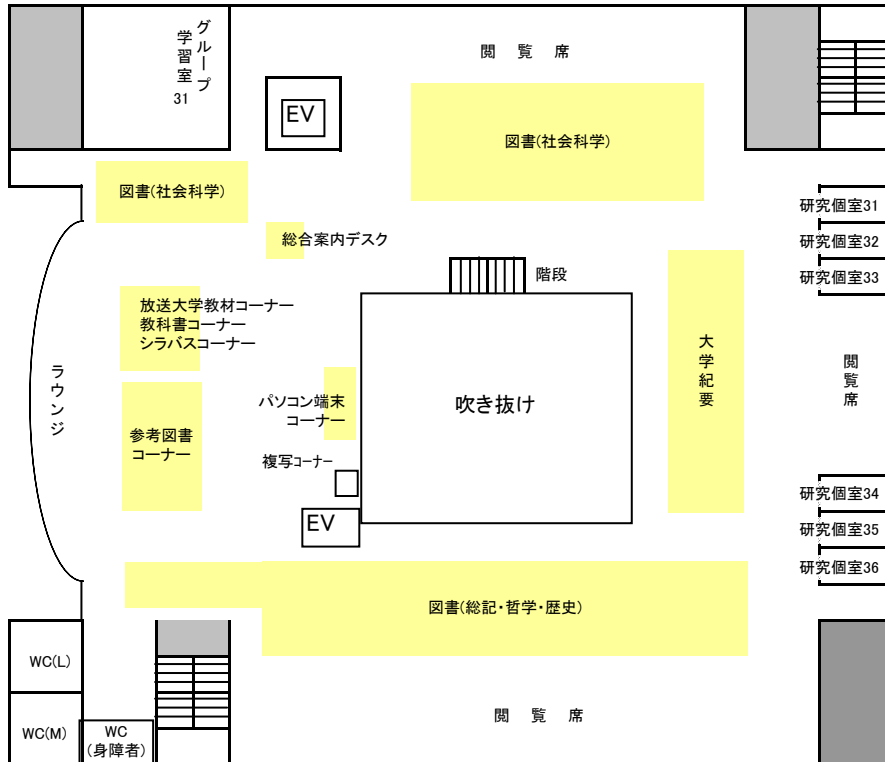 グループ
学習室
31
閲 覧 席
EV
図書(社会科学)
図書(社会科学)
研究個室31
総合案内デスク
研究個室32
階段
研究個室33
放送大学教材コーナー
教科書コーナー
シラバスコーナー
ラウンジ
大学紀要
閲覧席
パソコン端末
コーナー
吹き抜け
参考図書
コーナー
複写コーナー
研究個室34
EV
研究個室35
研究個室36
図書(総記・哲学・歴史)
WC(L)
閲 覧 席
WC(M)
WC
(身障者)